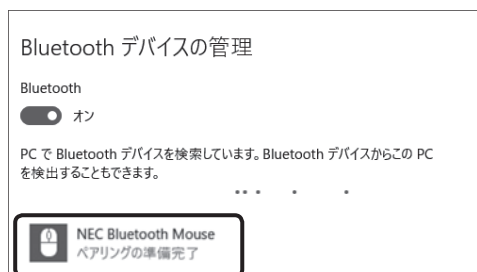 Bluetooth デバイスの管理
Bluetooth
オン
PC で Bluetooth デバイスを検索しています。Bluetooth デバイスからこの PC
を検出することもできます。
NEC Bluetooth Mouse
ペアリングの準備完了